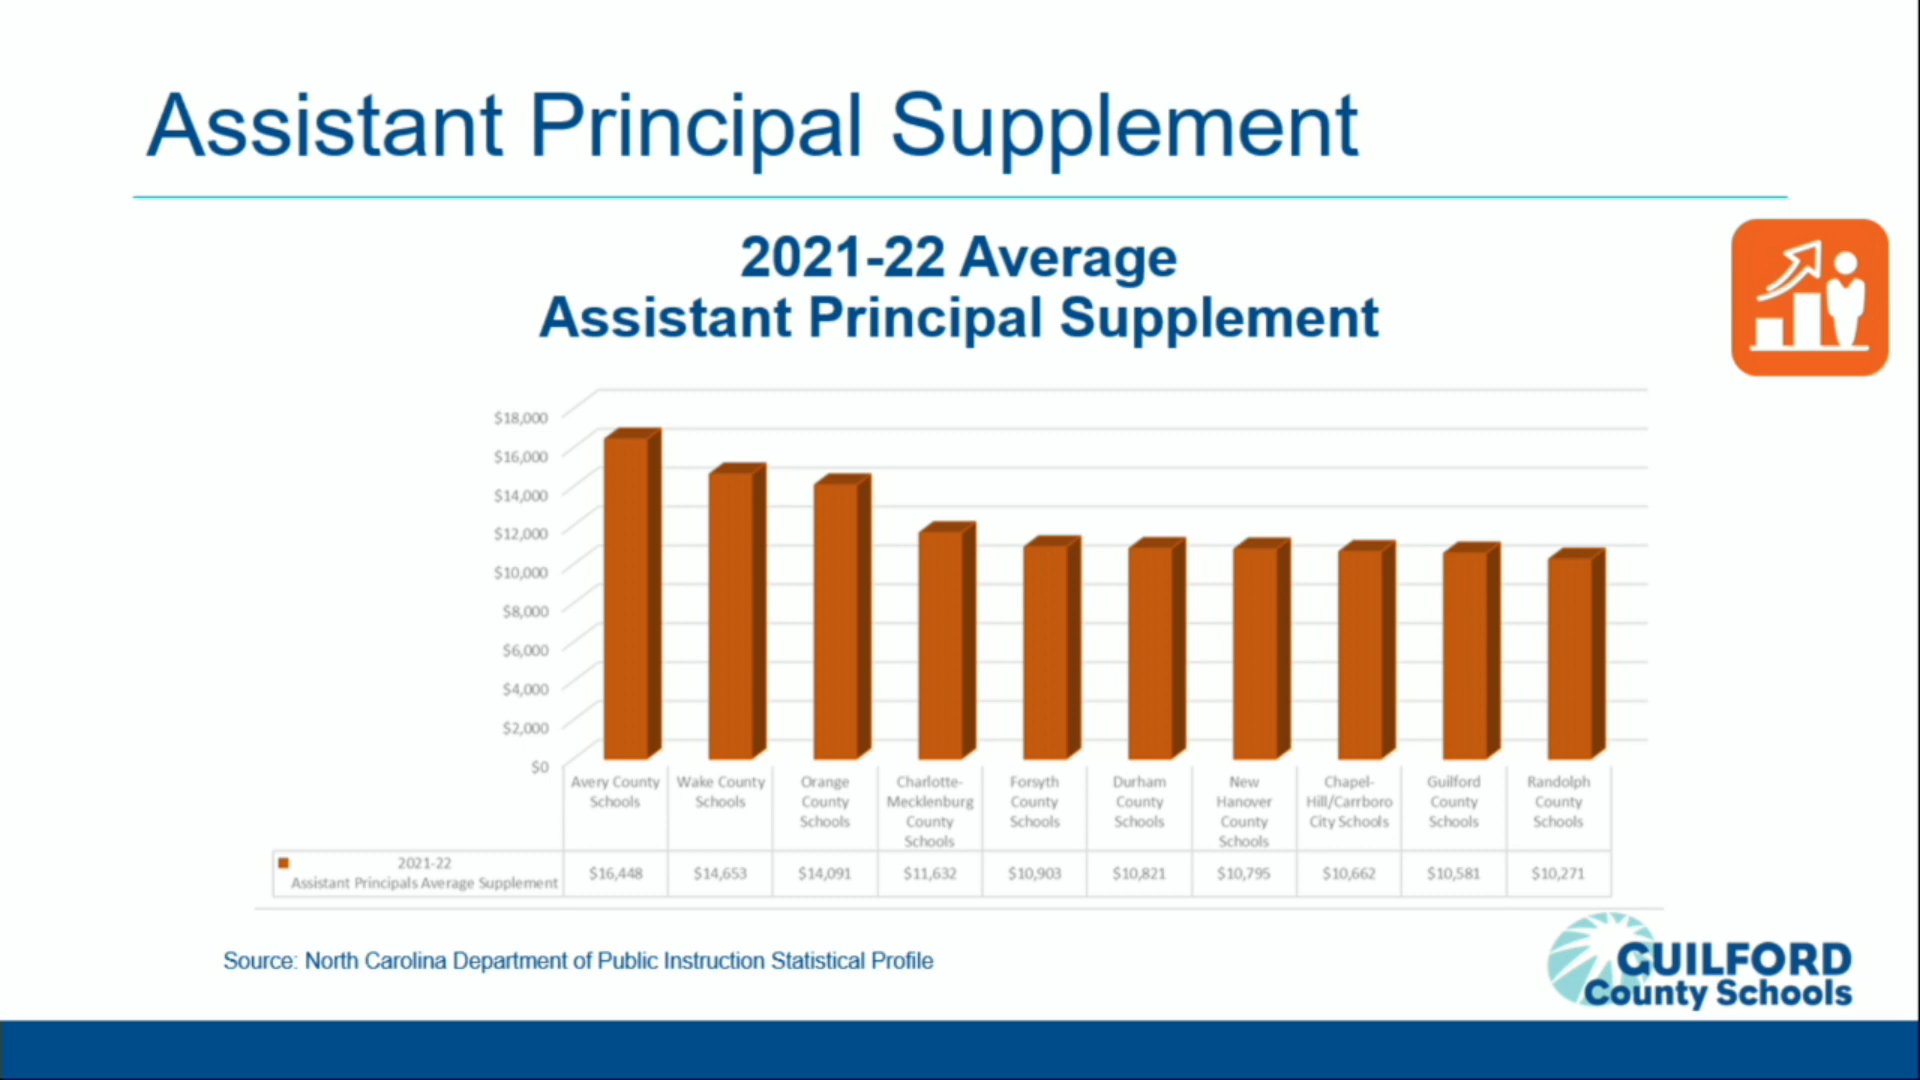 Assistant Principal Supplement
2021-22 Average
Assistant Principal Supplement
$18,000
$16,000
$14,000
$12,000
$10,000
$8,000
$6,000
$4,000
$2,000
$0
Avery County
Schools
Wake County
Schools
Orange
County
Schools
Charlotte-
Mecklenburg
County
Schools
Forsyth
County
Schools
Durham
County
Schools
New
Hanover
County
Schools
Chapel-
Hill/Carrboro
City Schools
Guilford
County
Schools
Randolph
County
Schools
2021-22
Assistant Principals Average Supplement
$16,448
$14,653
$14,091
$11,632
$10,903
$10,821
$10,795
$10,662
$10,581
$10,271
Source: North Carolina Department of Public Instruction Statistical Profile
GUILFORD
County Schools